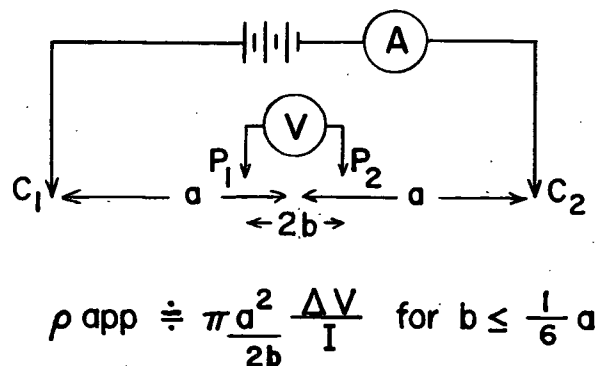 A
V
P₁ P₂
C₁ a a C₂
2b
ρ app ≑ π a²/2b ΔV/I for b ≤ 1/6 a